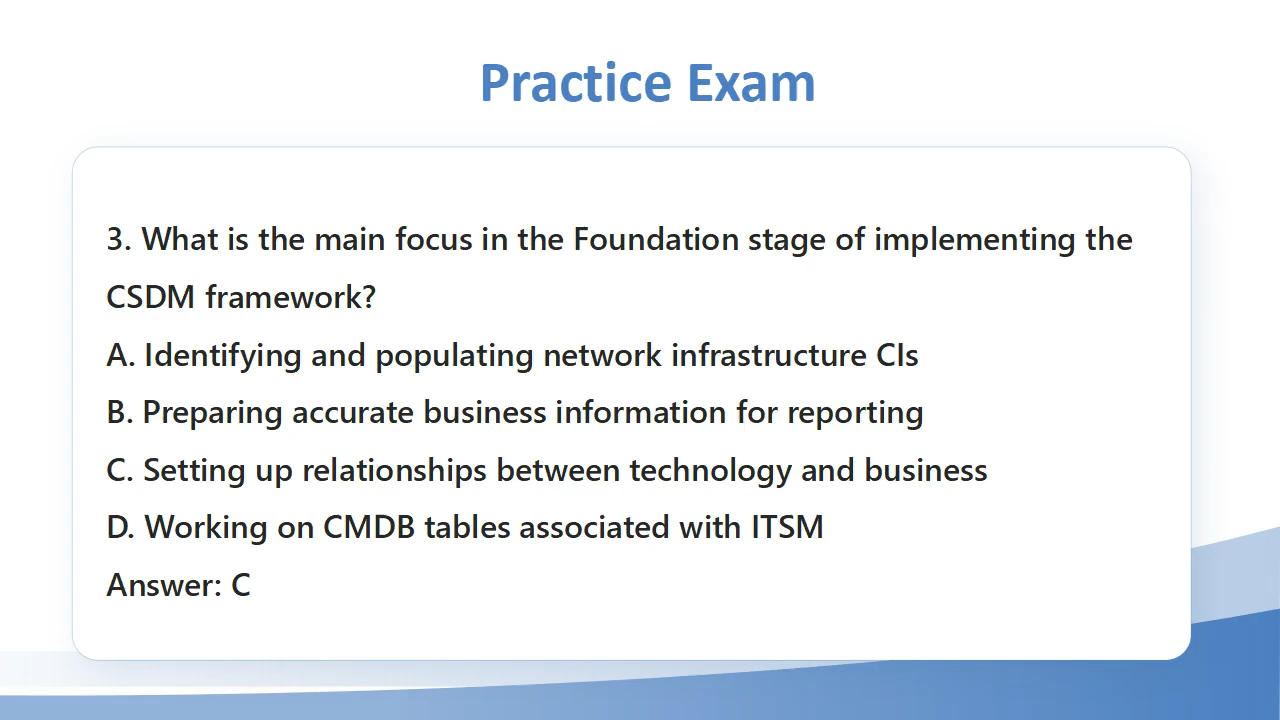 Practice Exam
3. What is the main focus in the Foundation stage of implementing the
CSDM framework?
A. Identifying and populating network infrastructure CIs
B. Preparing accurate business information for reporting
C. Setting up relationships between technology and business
D. Working on CMDB tables associated with ITSM
Answer: C